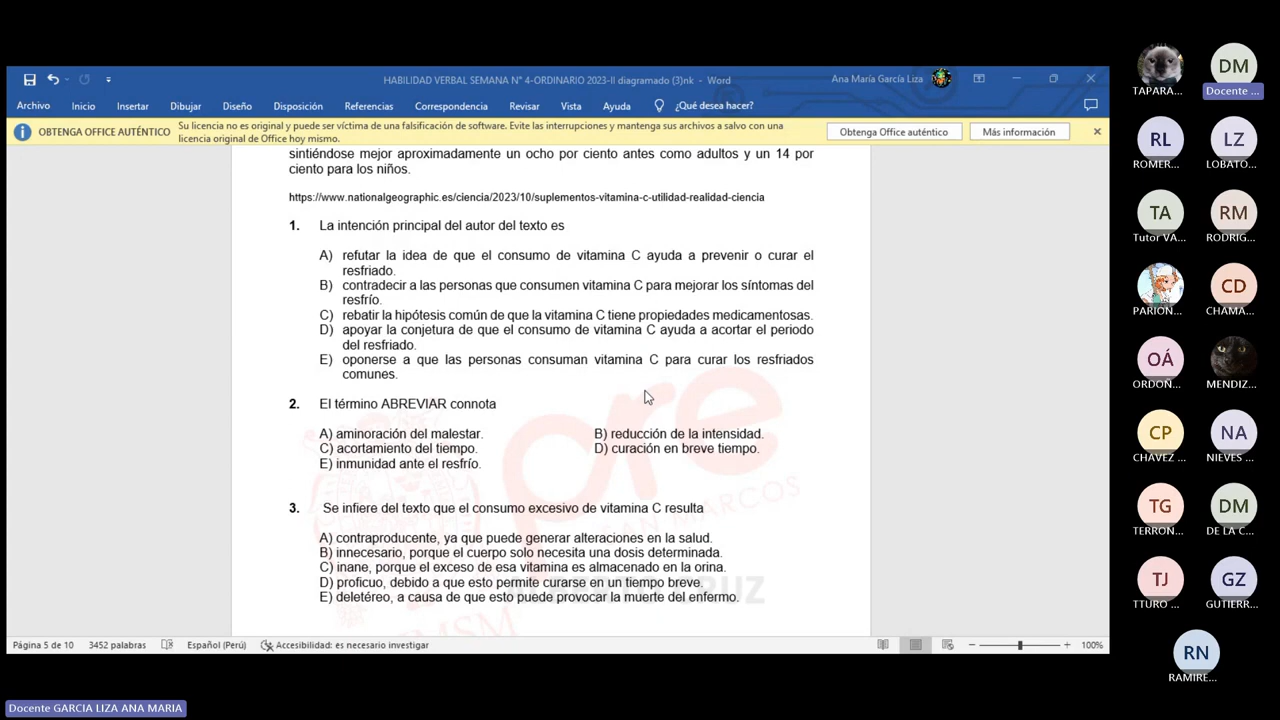 HABILIDAD VERBAL SEMANA N° 4-ORDINARIO 2023-II diagramado (3)nk - Word
Ana María García Liza
Archivo Inicio Insertar Dibujar Diseño Disposición Referencias Correspondencia Revisar Vista Ayuda ¿Qué desea hacer?
OBTENGA OFFICE AUTÉNTICO Su licencia no es original y puede ser víctima de una falsificación de software. Evite las interrupciones y mantenga sus archivos a salvo con una
licencia original de Office hoy mismo.
Obtenga Office auténtico Más información
sintiéndose mejor aproximadamente un ocho por ciento antes como adultos y un 14 por
ciento para los niños.
https://www.nationalgeographic.es/ciencia/2023/10/suplementos-vitamina-c-utilidad-realidad-ciencia
1. La intención principal del autor del texto es
A) refutar la idea de que el consumo de vitamina C ayuda a prevenir o curar el
resfriado.
B) contradecir a las personas que consumen vitamina C para mejorar los síntomas del
resfrío.
C) rebatir la hipótesis común de que la vitamina C tiene propiedades medicamentosas.
D) apoyar la conjetura de que el consumo de vitamina C ayuda a acortar el periodo
del resfriado.
E) oponerse a que las personas consuman vitamina C para curar los resfriados
comunes.
2. El término ABREVIAR connota
A) aminoración del malestar. B) reducción de la intensidad.
C) acortamiento del tiempo. D) curación en breve tiempo.
E) inmunidad ante el resfrío.
3. Se infiere del texto que el consumo excesivo de vitamina C resulta
A) contraproducente, ya que puede generar alteraciones en la salud.
B) innecesario, porque el cuerpo solo necesita una dosis determinada.
C) inane, porque el exceso de esa vitamina es almacenado en la orina.
D) proficuo, debido a que esto permite curarse en un tiempo breve.
E) deletéreo, a causa de que esto puede provocar la muerte del enfermo.
pre
SAN MARCOS
Página 5 de 10 3452 palabras Español (Perú) Accesibilidad: es necesario investigar 100%
Docente GARCIA LIZA ANA MARIA
TAPARA...
DM
Docente ...
RL
ROMER...
LZ
LOBATO...
TA
Tutor VA...
RM
RODRIG...
PARION...
CD
CHAMA...
OÁ
ORDOÑ...
MENDIZ...
CP
CHAVEZ ...
NA
NIEVES ...
TG
TERRON...
DM
DE LA C...
TJ
TTURO ...
GZ
GUTIERR...
RN
RAMIRE...